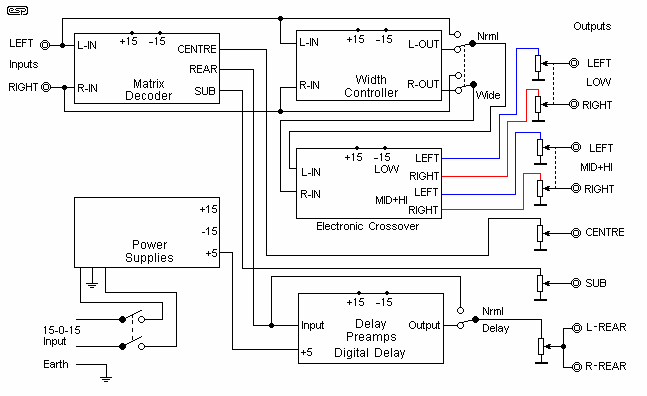 esp
LEFT
Inputs
RIGHT
L-IN
R-IN
+15 -15
CENTRE
REAR
SUB
Matrix
Decoder
+15 -15
L-IN
R-IN
L-OUT
R-OUT
Width
Controller
Nrml
Wide
Outputs
LEFT
LOW
RIGHT
LEFT
MID+HI
RIGHT
CENTRE
SUB
L-REAR
R-REAR
+15 -15
L-IN
R-IN
LOW
LEFT
RIGHT
LEFT
MID+HI
RIGHT
Electronic Crossover
+15
-15
+5
Power
Supplies
15-0-15
Input
Earth
+15 -15
Input
+5
Delay
Preamps
Digital Delay
Output
Nrml
Delay